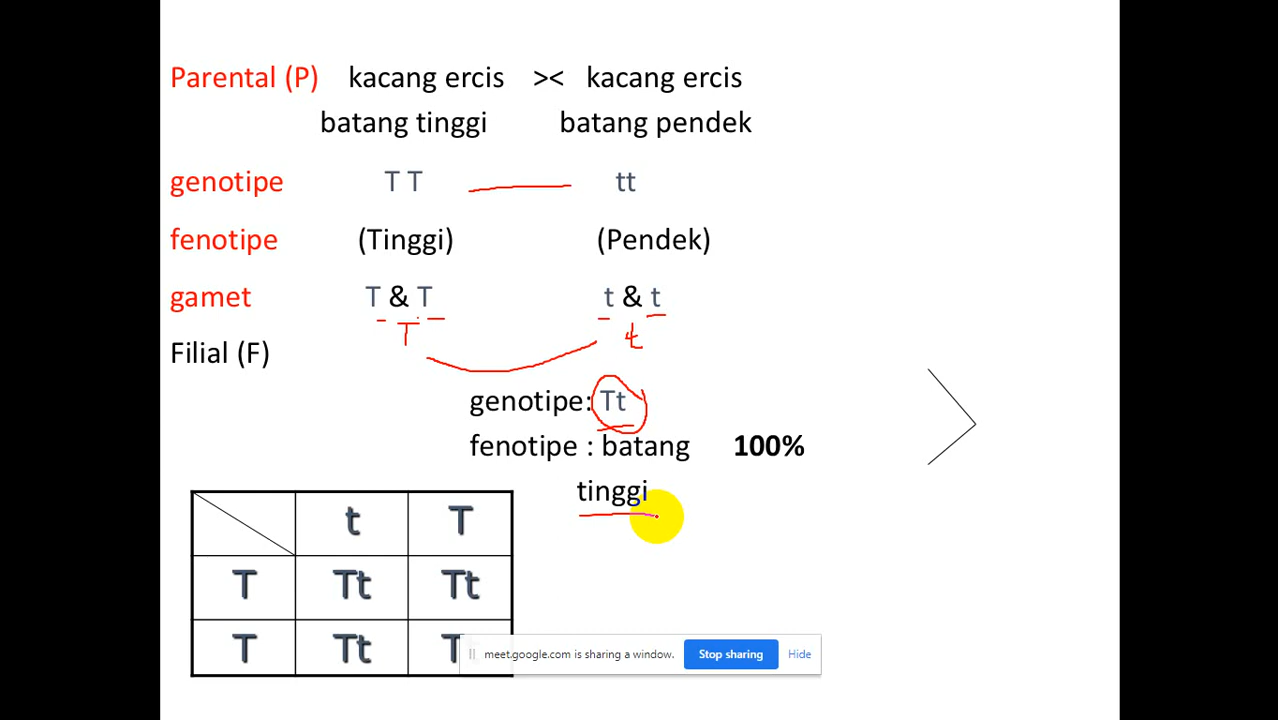 Parental (P) kacang ercis >< kacang ercis
batang tinggi batang pendek
genotipe T T tt
fenotipe (Tinggi) (Pendek)
gamet T & T t & t
T t
Filial (F)
genotipe: Tt
fenotipe : batang 100%
tinggi
t T
T Tt Tt
T Tt T
meet.google.com is sharing a window. Stop sharing Hide